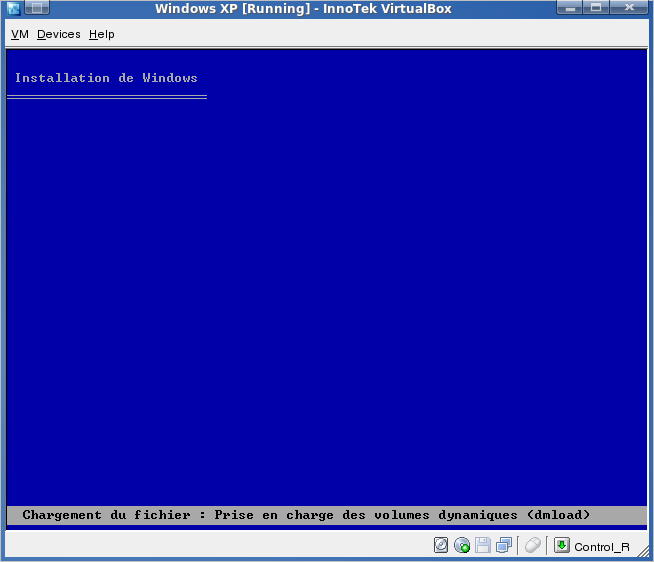 Windows XP [Running] - InnoTek VirtualBox
VM Devices Help
Installation de Windows
Chargement du fichier : Prise en charge des volumes dynamiques (dmload)
Control_R